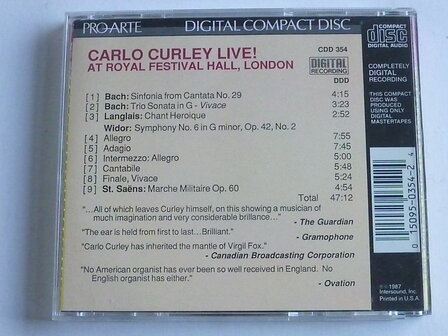 PRO-ARTE DIGITAL COMPACT DISC
CARLO CURLEY LIVE!
AT ROYAL FESTIVAL HALL, LONDON
CDD 354
DIGITAL
RECORDING
DDD
[1] Bach: Sinfonia from Cantata No. 29 4:15
[2] Bach: Trio Sonata in G - Vivace 3:23
[3] Langlais: Chant Heroique 2:52
Widor: Symphony No. 6 in G minor, Op. 42, No. 2
[4] Allegro 7:55
[5] Adagio 7:45
[6] Intermezzo: Allegro 5:00
[7] Cantabile 5:48
[8] Finale, Vivace 5:24
[9] St. Saëns: Marche Militaire Op. 60 4:54
Total 47:12
"...All of which leaves Curley himself, on this showing a musician of
much imagination and very considerable brilliance..."
- The Guardian
"The ear is held from first to last...Brilliant."
- Gramophone
"Carlo Curley has inherited the mantle of Virgil Fox."
- Canadian Broadcasting Corporation
"No American organist has ever been so well received in England. No
English organist has either."
- Ovation
COMPACT
disc
DIGITAL AUDIO
COMPLETELY
DIGITAL
RECORDING
THIS COMPACT
DISC WAS
PRODUCED
USING ONLY
DIGITAL
MASTERTAPES
0 15095-0354-2 4
© 1987
Intersound, Inc.
Printed in U.S.A.